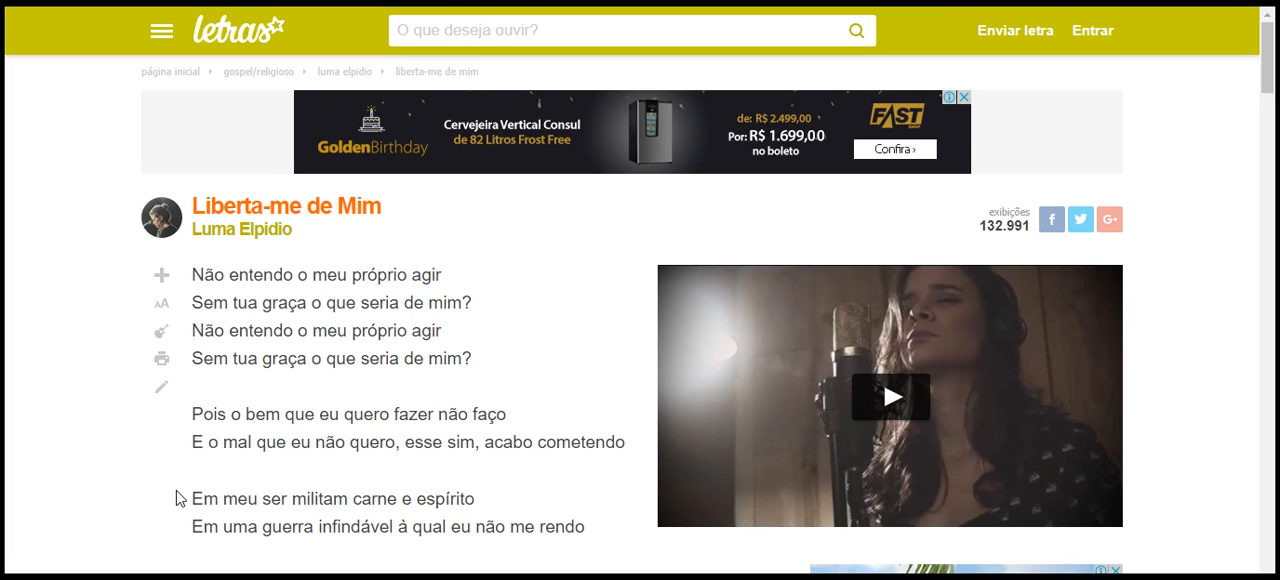 letras
O que deseja ouvir?
Enviar letra
Entrar
página inicial
gospel/religioso
luma elpidio
liberta-me de mim
GoldenBirthday
Cervejeira Vertical Consul
de 82 Litros Frost Free
de: R$ 2.499,00
Por: R$ 1.699,00
no boleto
FAST
Confira ›
Liberta-me de Mim
Luma Elpidio
exibições
132.991
f
G+
Não entendo o meu próprio agir
AA
Sem tua graça o que seria de mim?
Não entendo o meu próprio agir
Sem tua graça o que seria de mim?
Pois o bem que eu quero fazer não faço
E o mal que eu não quero, esse sim, acabo cometendo
Em meu ser militam carne e espírito
Em uma guerra infindável à qual eu não me rendo